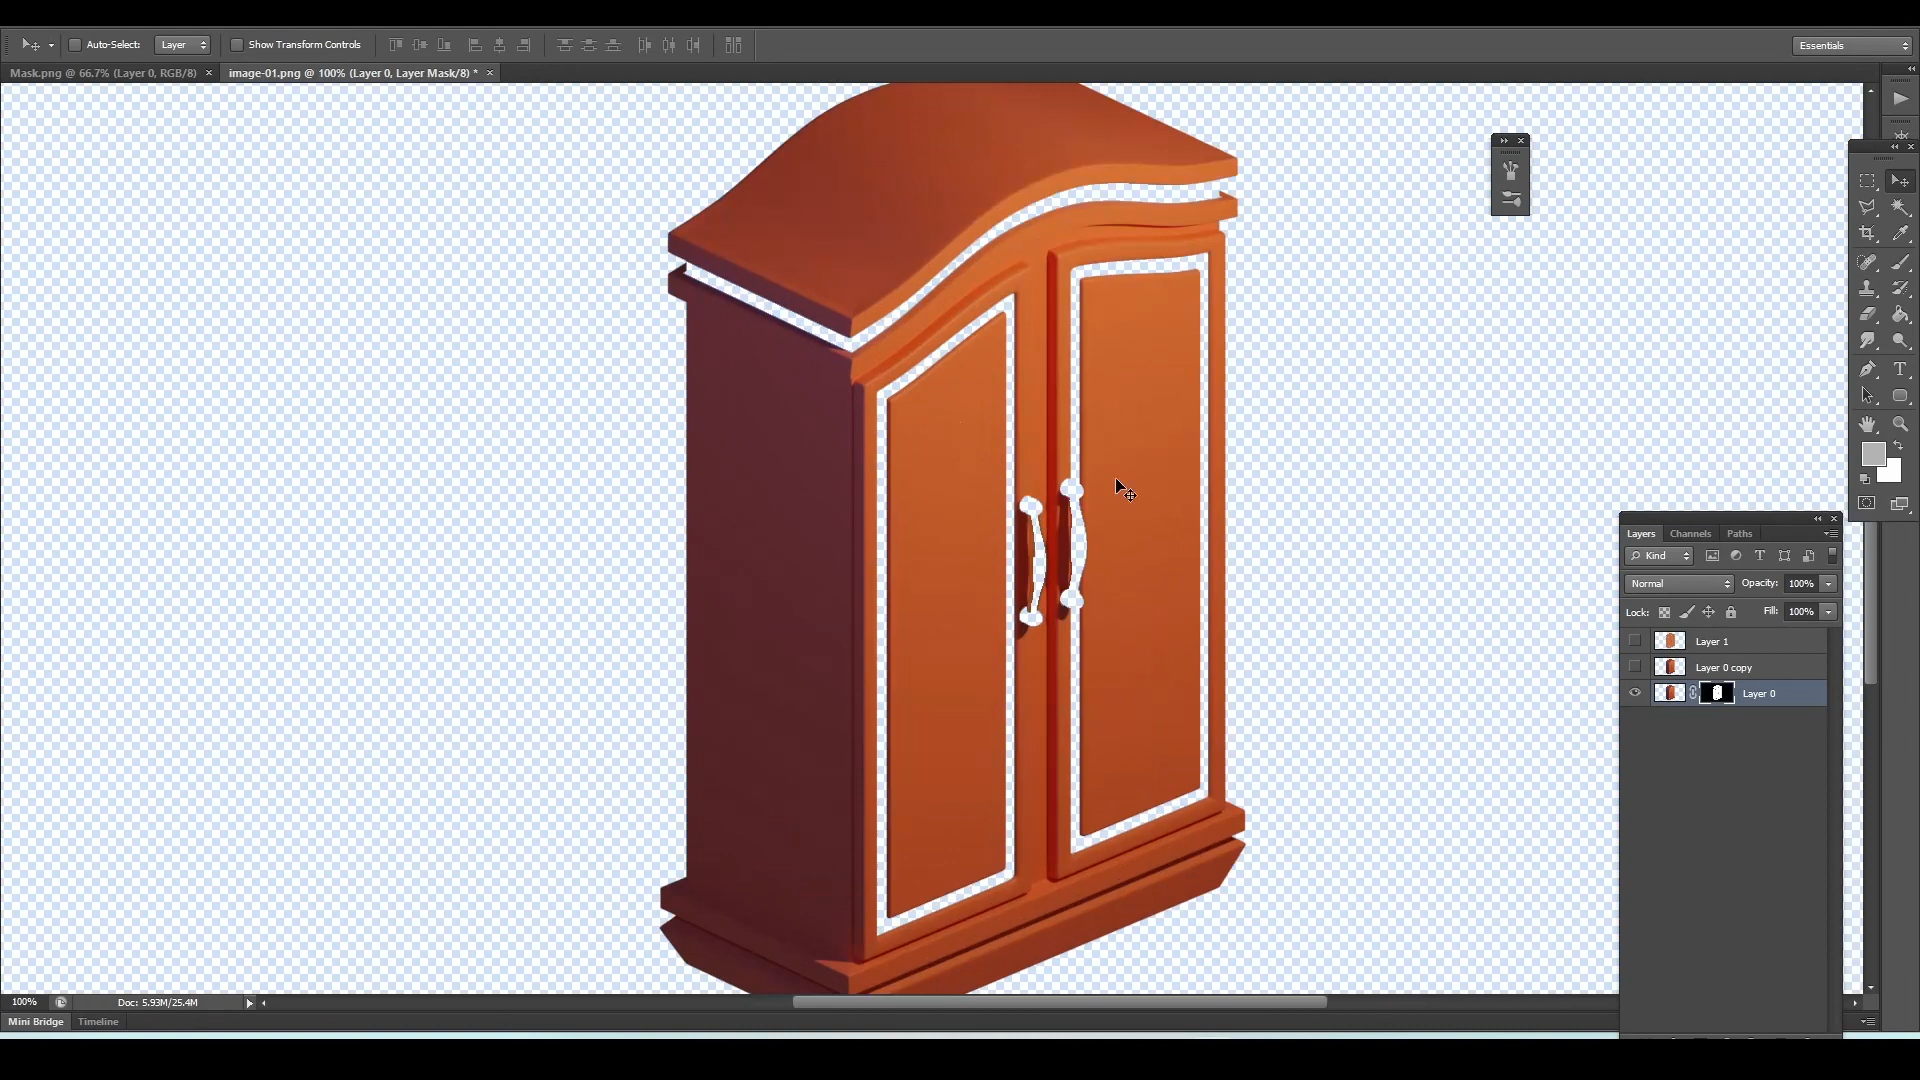 Auto-Select: Layer Show Transform Controls Essentials
Mask.png @ 66.7% (Layer 0, RGB/8) × image-01.png @ 100% (Layer 0, Layer Mask/8) * ×
Layers Channels Paths
Kind
Normal Opacity: 100%
Lock: Fill: 100%
Layer 1
Layer 0 copy
Layer 0
100% Doc: 5.93M/25.4M
Mini Bridge Timeline